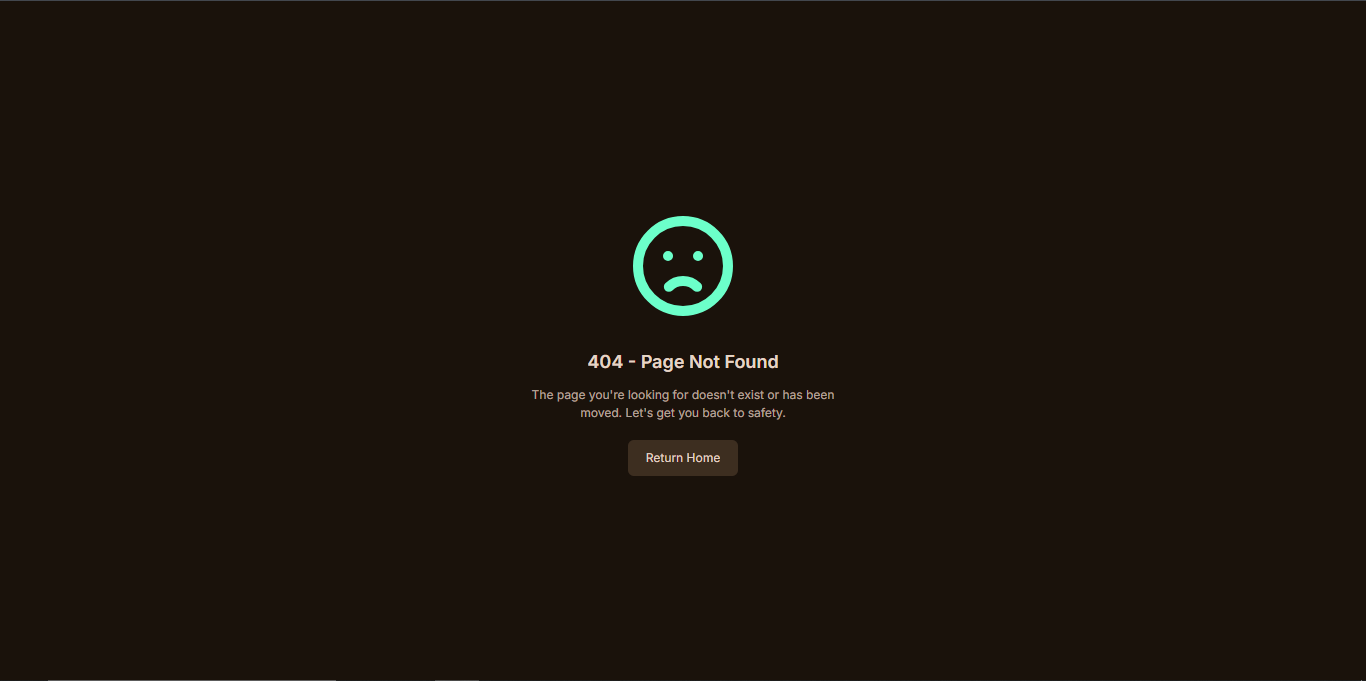 404 - Page Not Found
The page you're looking for doesn't exist or has been
moved. Let's get you back to safety.
Return Home